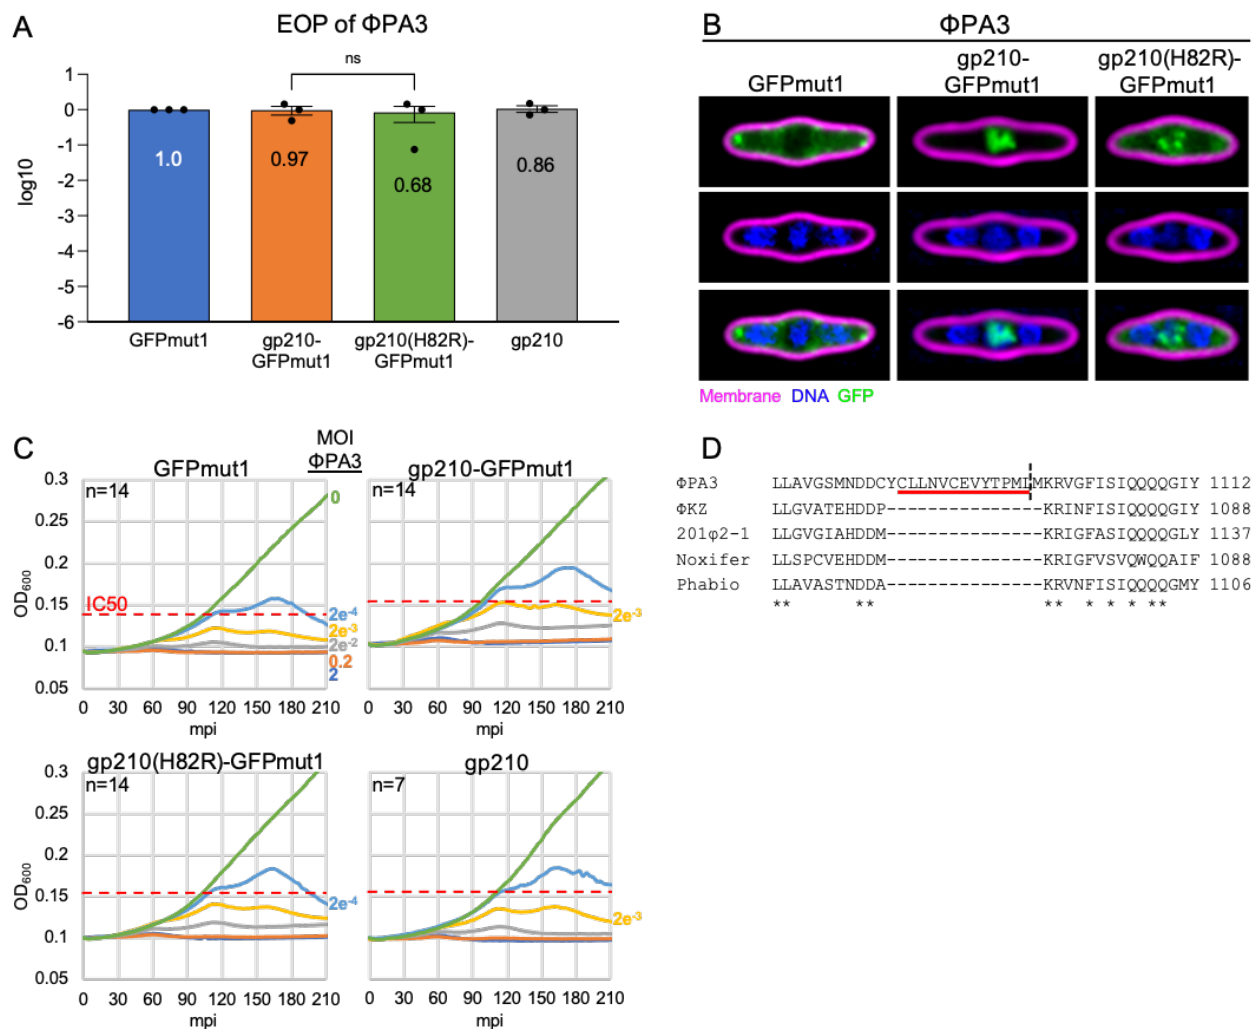 A
EOP of ΦPA3
ns
log10
1
0
-1
-2
-3
-4
-5
-6
1.0
0.97
0.68
0.86
GFPmut1
gp210-
GFPmut1
gp210(H82R)-
GFPmut1
gp210
B
ΦPA3
GFPmut1
gp210-
GFPmut1
gp210(H82R)-
GFPmut1
Membrane DNA GFP
C
MOI
ΦPA3
GFPmut1
n=14
OD600
0.3
0.25
0.2
0.15
0.1
0.05
IC50
0
2e-4
2e-3
2e-2
0.2
2
0 30 60 90 120 150 180 210
mpi
gp210-GFPmut1
n=14
2e-3
0 30 60 90 120 150 180 210
mpi
gp210(H82R)-GFPmut1
n=14
OD600
0.3
0.25
0.2
0.15
0.1
0.05
2e-4
0 30 60 90 120 150 180 210
mpi
gp210
n=7
2e-3
0 30 60 90 120 150 180 210
mpi
D
ΦPA3 LLAVGSMNDDCYCLLNVCEVYTPMLMKRVGFISIQQQQGIY 1112
ΦKZ LLGVATEHDDP---------------KRINFISIQQQQGIY 1088
201φ2-1 LLGVGIAHDDM---------------KRIGFASIQQQQGLY 1137
Noxifer LLSPCVEHDDM---------------KRIGFVSVQWQQAIF 1088
Phabio LLAVASTNDDA---------------KRVNFISIQQQQGMY 1106
** ** ** * * * **